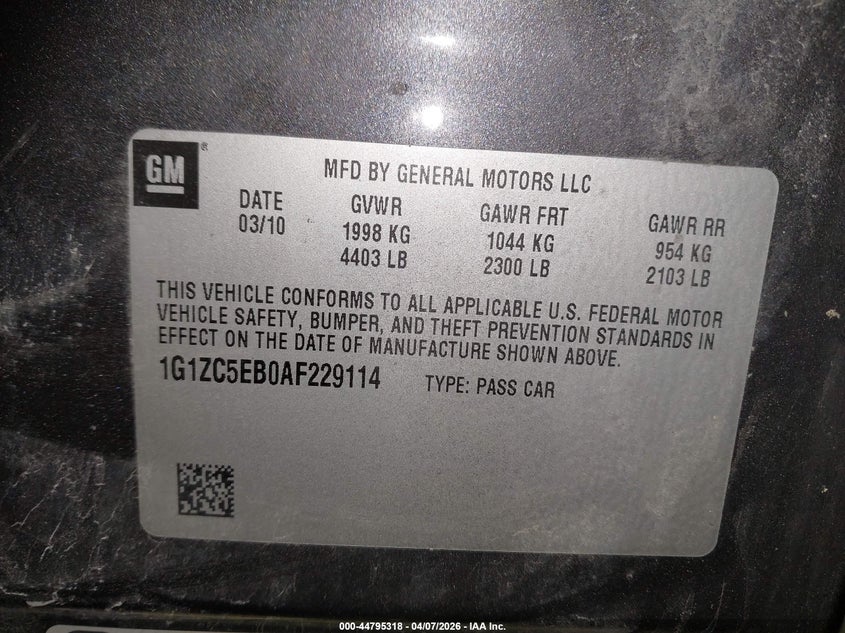 GM ®
MFD BY GENERAL MOTORS LLC
DATE GVWR GAWR FRT GAWR RR
03/10 1998 KG 1044 KG 954 KG
4403 LB 2300 LB 2103 LB
THIS VEHICLE CONFORMS TO ALL APPLICABLE U.S. FEDERAL MOTOR
VEHICLE SAFETY, BUMPER, AND THEFT PREVENTION STANDARDS IN
EFFECT ON THE DATE OF MANUFACTURE SHOWN ABOVE.
1G1ZC5EB0AF229114 TYPE: PASS CAR
000-44795318 - 04/07/2026 - IAA Inc.